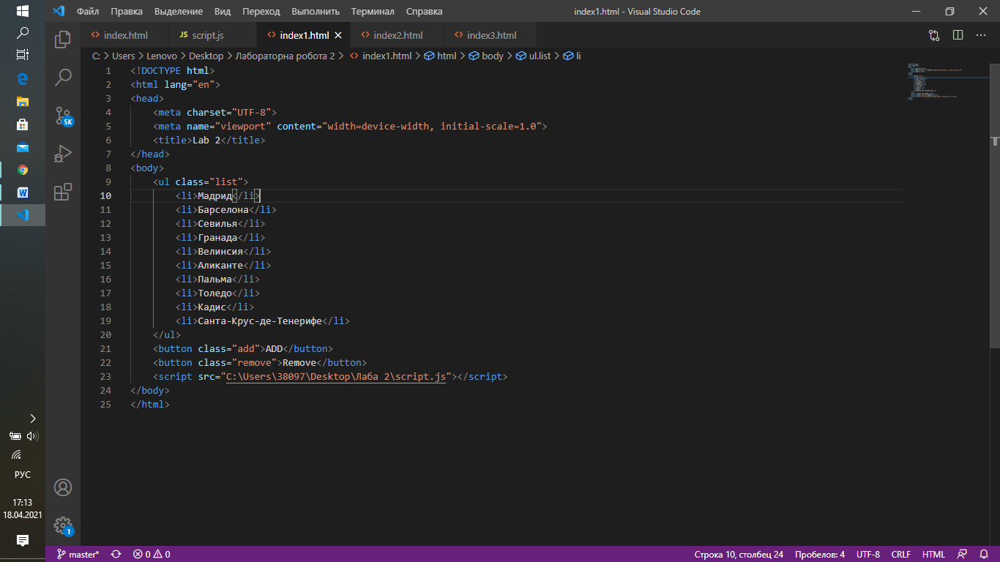 Файл Правка Выделение Вид Переход Выполнить Терминал Справка
index1.html - Visual Studio Code
index.html
JS script.js
index1.html
index2.html
index3.html
C: > Users > Lenovo > Desktop > Лабораторна робота 2 > index1.html > html > body > ul.list > li
1 <!DOCTYPE html>
2 <html lang="en">
3 <head>
4 <meta charset="UTF-8">
5 <meta name="viewport" content="width=device-width, initial-scale=1.0">
6 <title>Lab 2</title>
7 </head>
8 <body>
9 <ul class="list">
10 <li>Мадрид</li>
11 <li>Барселона</li>
12 <li>Севилья</li>
13 <li>Гранада</li>
14 <li>Велинсия</li>
15 <li>Аликанте</li>
16 <li>Пальма</li>
17 <li>Толедо</li>
18 <li>Кадис</li>
19 <li>Санта-Крус-де-Тенерифе</li>
20 </ul>
21 <button class="add">ADD</button>
22 <button class="remove">Remove</button>
23 <script src="C:\Users\38097\Desktop\Лаба 2\script.js"></script>
24 </body>
25 </html>
5K
1
РУС
17:13
18.04.2021
master* 0 0
Строка 10, столбец 24 Пробелов: 4 UTF-8 CRLF HTML